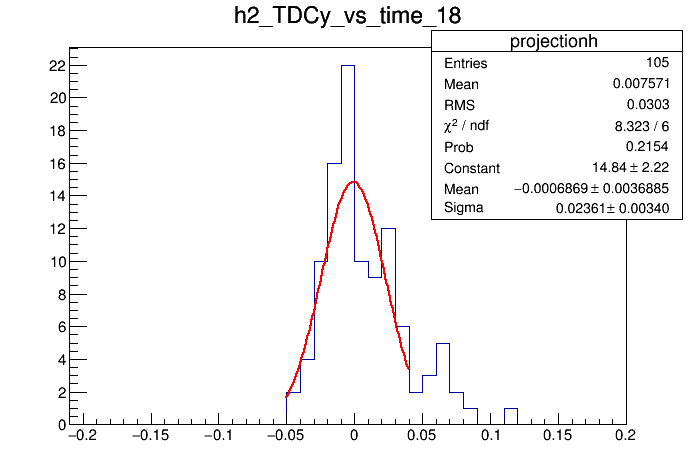 h2_TDCy_vs_time_18
projectionh
Entries 105
Mean 0.007571
RMS 0.0303
χ² / ndf 8.323 / 6
Prob 0.2154
Constant 14.84 ± 2.22
Mean −0.0006869 ± 0.0036885
Sigma 0.02361 ± 0.00340
22
20
18
16
14
12
10
8
6
4
2
0
−0.2 −0.15 −0.1 −0.05 0 0.05 0.1 0.15 0.2